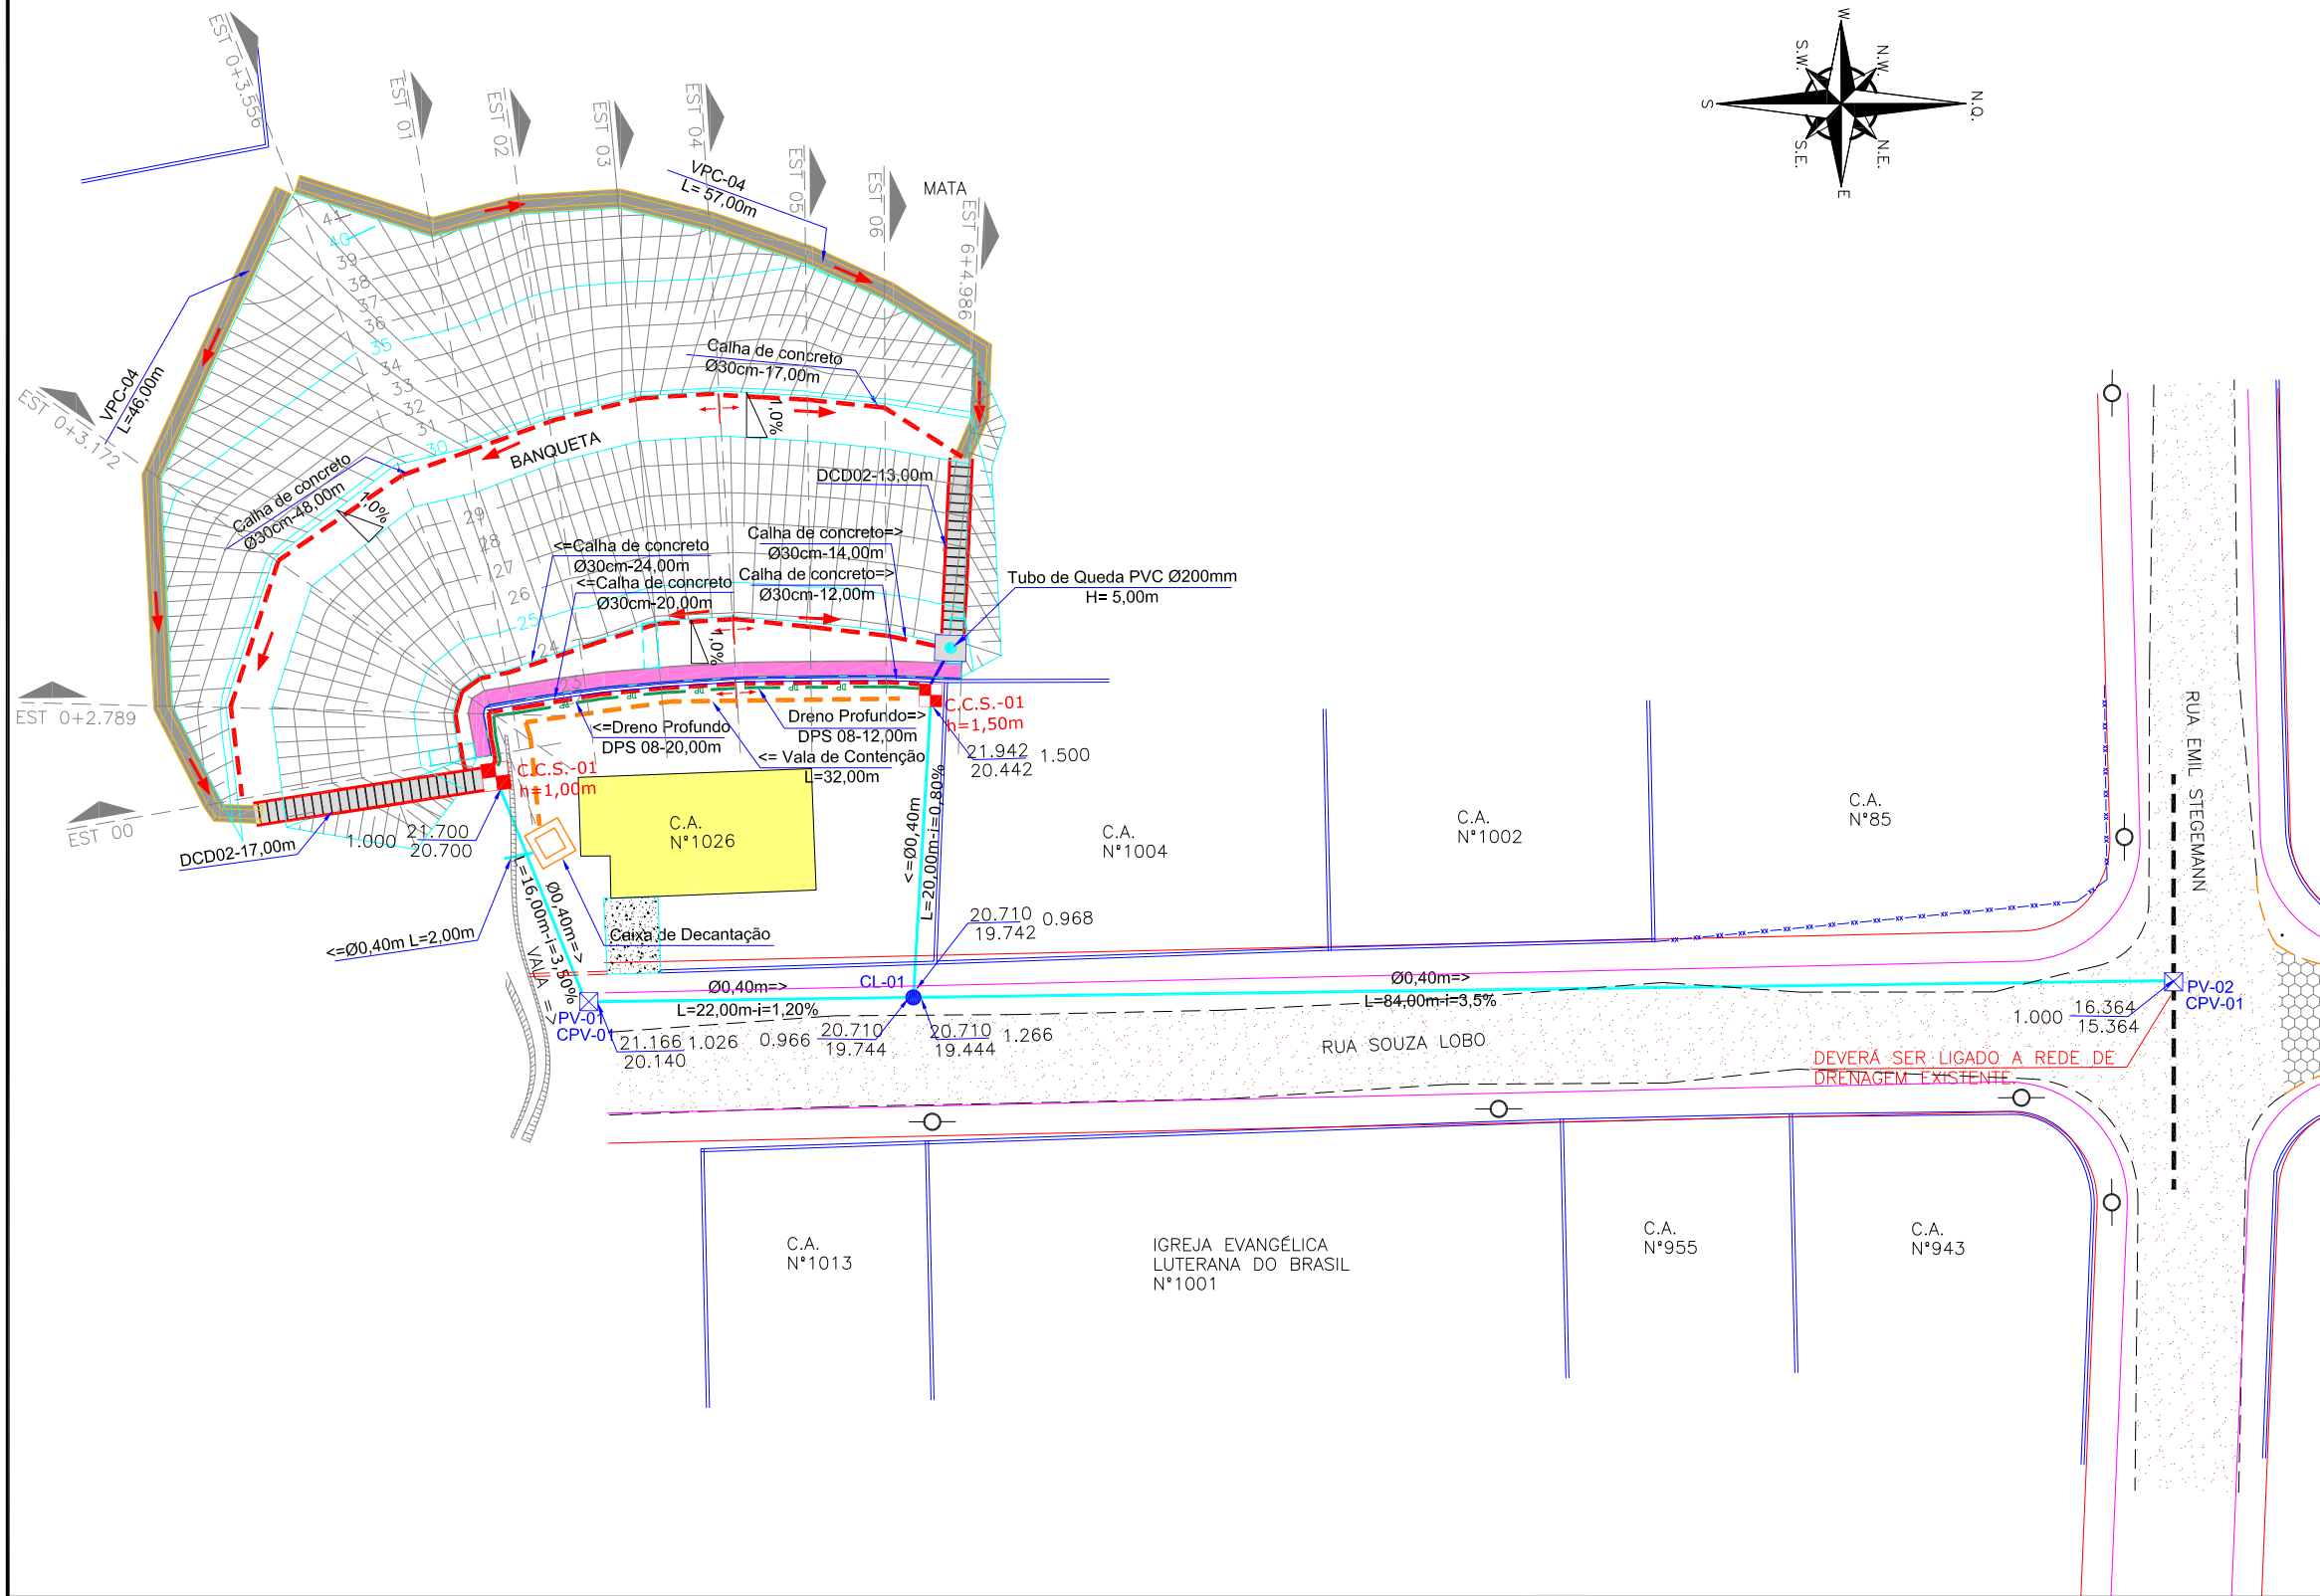 EST 0+3.556
EST 01
EST 02
EST 03
EST 04
EST 05
EST 06
EST 6+4.986
MATA
VPC-04
L= 57,00m
W
N.W.
N.Q.
N.E.
E
S.E.
S
S.W.
41
40
39
38
37
36
35
34
33
32
31
30
VPC-04
L=46,00m
EST 0+3.172
Calha de concreto
Ø30cm-17,00m
1,0%
BANQUETA
Calha de concreto
Ø30cm-48,00m
1,0%
29
28
27
26
25
24
23
DCD02-13,00m
<=Calha de concreto
Ø30cm-24,00m
Calha de concreto=>
Ø30cm-14,00m
<=Calha de concreto
Ø30cm-20,00m
Calha de concreto=>
Ø30cm-12,00m
1,0%
Tubo de Queda PVC Ø200mm
H= 5,00m
DP DP DP DP DP DP
EST 0+2.789
<=Dreno Profundo
DPS 08-20,00m
Dreno Profundo=>
DPS 08-12,00m
<= Vala de Contenção
L=32,00m
C.C.S.-01
h=1,50m
21.942 1.500
20.442
C.C.S.-01
h=1,00m
EST 00
1.000 21.700
20.700
DCD02-17,00m
C.A.
N°1026
C.A.
N°1004
C.A.
N°1002
C.A.
N°85
RUA EMIL STEGEMANN
<=Ø0,40m
L=20,00m-i=0,80%
Ø0,40m=>
L=16,00m-i=3,50%
<=Ø0,40m L=2,00m
VALA =>
Caixa de Decantação
20.710 0.968
19.742
CL-01
Ø0,40m=>
L=22,00m-i=1,20%
Ø0,40m=>
L=84,00m-i=3,5%
PV-01
CPV-01
21.166 1.026
20.140
0.966 20.710
19.744
20.710 1.266
19.444
RUA SOUZA LOBO
PV-02
CPV-01
1.000 16.364
15.364
DEVERÁ SER LIGADO A REDE DE
DRENAGEM EXISTENTE.
C.A.
N°1013
IGREJA EVANGÉLICA
LUTERANA DO BRASIL
N°1001
C.A.
N°955
C.A.
N°943